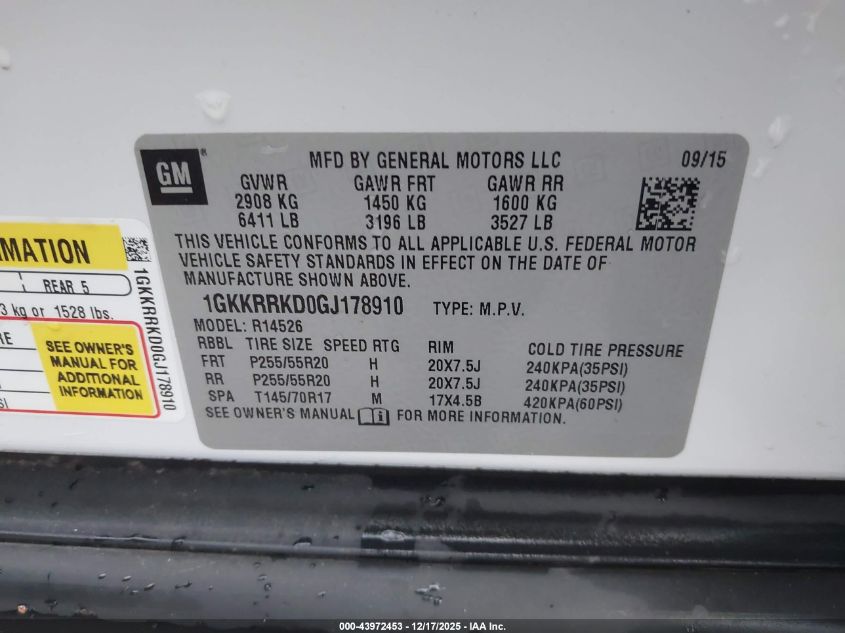 GM
MFD BY GENERAL MOTORS LLC 09/15
GVWR GAWR FRT GAWR RR
2908 KG 1450 KG 1600 KG
6411 LB 3196 LB 3527 LB
THIS VEHICLE CONFORMS TO ALL APPLICABLE U.S. FEDERAL MOTOR
VEHICLE SAFETY STANDARDS IN EFFECT ON THE DATE OF
MANUFACTURE SHOWN ABOVE.
1GKKRRKD0GJ178910 TYPE: M.P.V.
MODEL: R14526
RBBL TIRE SIZE SPEED RTG RIM COLD TIRE PRESSURE
FRT P255/55R20 H 20X7.5J 240KPA(35PSI)
RR P255/55R20 H 20X7.5J 240KPA(35PSI)
SPA T145/70R17 M 17X4.5B 420KPA(60PSI)
SEE OWNER'S MANUAL FOR MORE INFORMATION.
RMATION
REAR 5
3 kg or 1528 lbs.
RE
SEE OWNER'S
MANUAL FOR
ADDITIONAL
INFORMATION
SI
1GKKRRKD0GJ178910
000-43972453 - 12/17/2025 - IAA Inc.